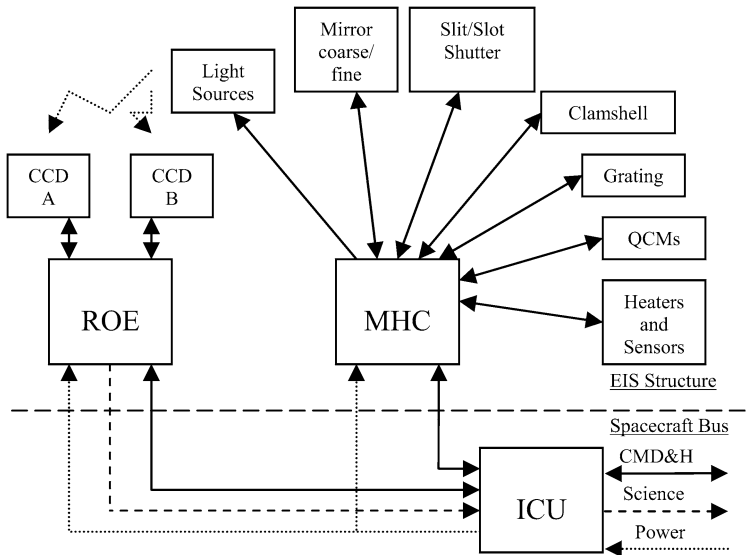 Mirror
coarse/
fine
Slit/Slot
Shutter
Light
Sources
Clamshell
CCD
A
CCD
B
Grating
QCMs
ROE
MHC
Heaters
and
Sensors
EIS Structure
Spacecraft Bus
CMD&H
Science
ICU
Power